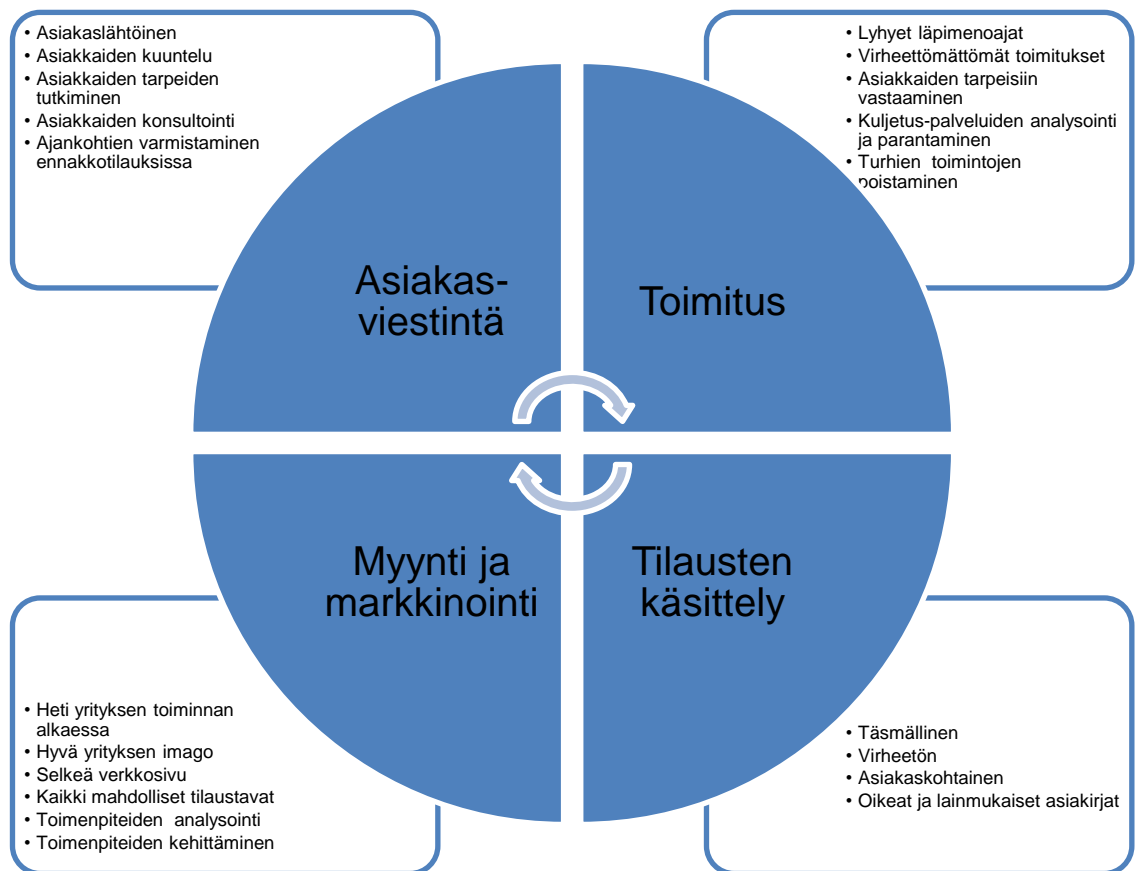 • Asiakaslähtöinen
• Asiakkaiden kuuntelu
• Asiakkaiden tarpeiden
tutkiminen
• Asiakkaiden konsultointi
• Ajankohtien varmistaminen
ennakkotilauksissa
• Lyhyet läpimenoajat
• Virheettömättömät toimitukset
• Asiakkaiden tarpeisiin
vastaaminen
• Kuljetus-palveluiden analysointi
ja parantaminen
• Turhien toimintojen
poistaminen
Asiakas-
viestintä
Toimitus
Myynti ja
markkinointi
Tilausten
käsittely
• Heti yrityksen toiminnan
alkaessa
• Hyvä yrityksen imago
• Selkeä verkkosivu
• Kaikki mahdolliset tilaustavat
• Toimenpiteiden analysointi
• Toimenpiteiden kehittäminen
• Täsmällinen
• Virheetön
• Asiakaskohtainen
• Oikeat ja lainmukaiset asiakirjat